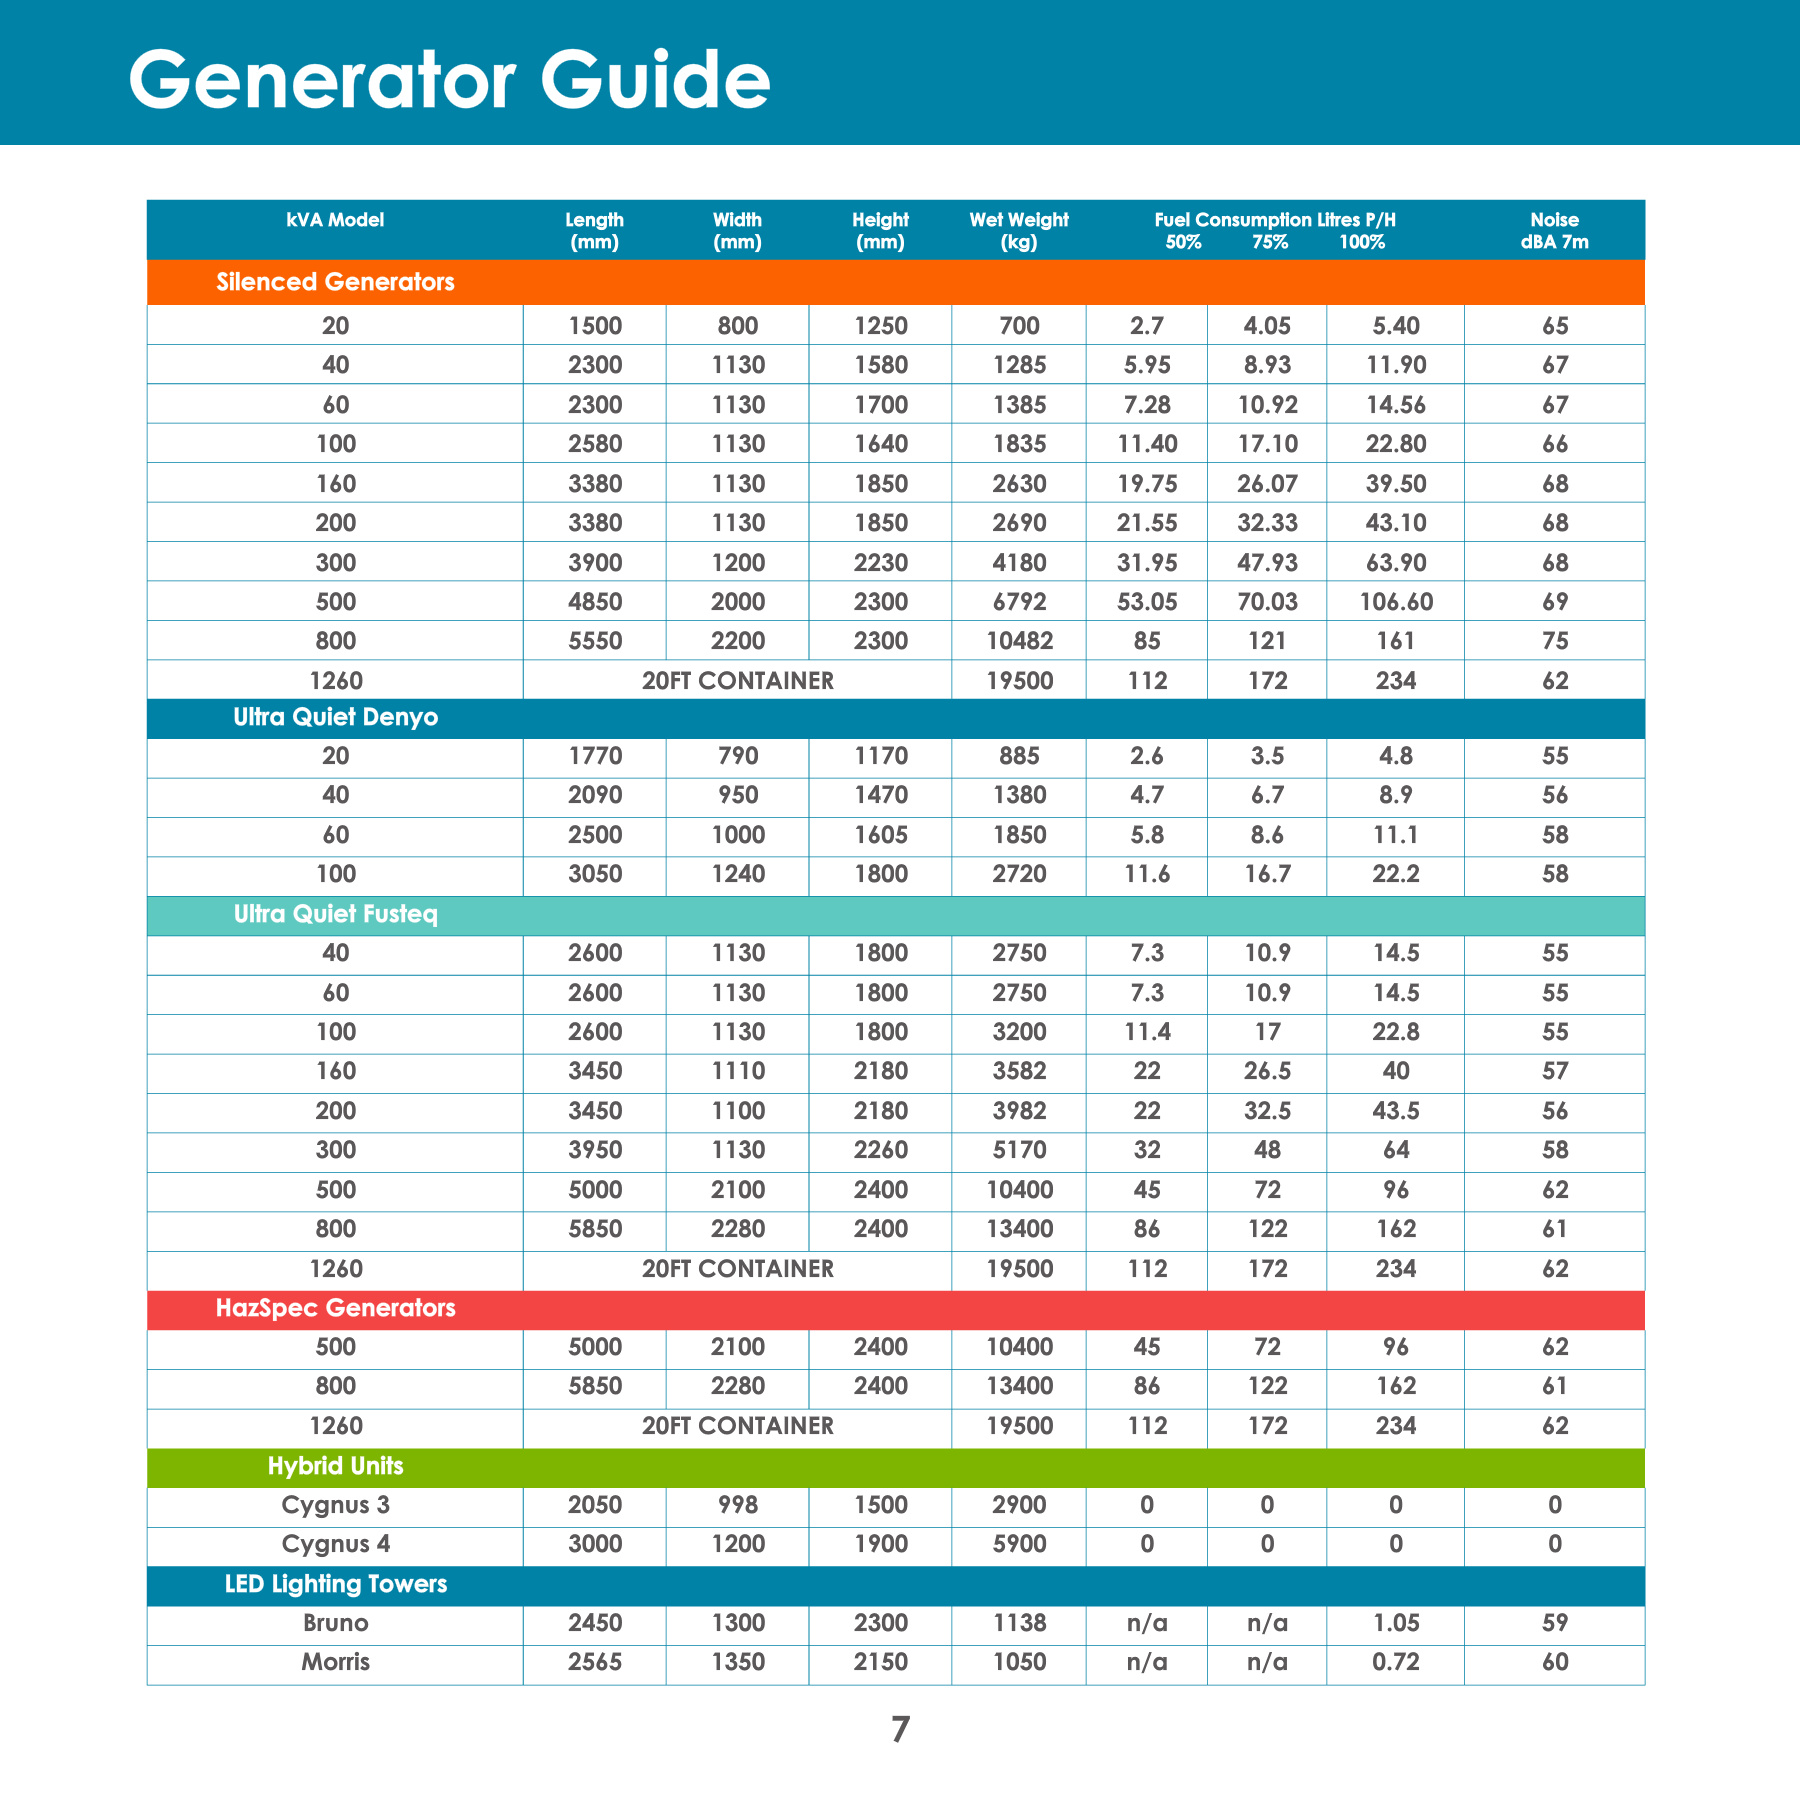 Generator Guide
kVA Model Length Width Height Wet Weight Fuel Consumption Litres P/H Noise
(mm) (mm) (mm) (kg) 50% 75% 100% dBA 7m
Silenced Generators
20 1500 800 1250 700 2.7 4.05 5.40 65
40 2300 1130 1580 1285 5.95 8.93 11.90 67
60 2300 1130 1700 1385 7.28 10.92 14.56 67
100 2580 1130 1640 1835 11.40 17.10 22.80 66
160 3380 1130 1850 2630 19.75 26.07 39.50 68
200 3380 1130 1850 2690 21.55 32.33 43.10 68
300 3900 1200 2230 4180 31.95 47.93 63.90 68
500 4850 2000 2300 6792 53.05 70.03 106.60 69
800 5550 2200 2300 10482 85 121 161 75
1260 20FT CONTAINER 19500 112 172 234 62
Ultra Quiet Denyo
20 1770 790 1170 885 2.6 3.5 4.8 55
40 2090 950 1470 1380 4.7 6.7 8.9 56
60 2500 1000 1605 1850 5.8 8.6 11.1 58
100 3050 1240 1800 2720 11.6 16.7 22.2 58
Ultra Quiet Fusteq
40 2600 1130 1800 2750 7.3 10.9 14.5 55
60 2600 1130 1800 2750 7.3 10.9 14.5 55
100 2600 1130 1800 3200 11.4 17 22.8 55
160 3450 1110 2180 3582 22 26.5 40 57
200 3450 1100 2180 3982 22 32.5 43.5 56
300 3950 1130 2260 5170 32 48 64 58
500 5000 2100 2400 10400 45 72 96 62
800 5850 2280 2400 13400 86 122 162 61
1260 20FT CONTAINER 19500 112 172 234 62
HazSpec Generators
500 5000 2100 2400 10400 45 72 96 62
800 5850 2280 2400 13400 86 122 162 61
1260 20FT CONTAINER 19500 112 172 234 62
Hybrid Units
Cygnus 3 2050 998 1500 2900 0 0 0 0
Cygnus 4 3000 1200 1900 5900 0 0 0 0
LED Lighting Towers
Bruno 2450 1300 2300 1138 n/a n/a 1.05 59
Morris 2565 1350 2150 1050 n/a n/a 0.72 60
7